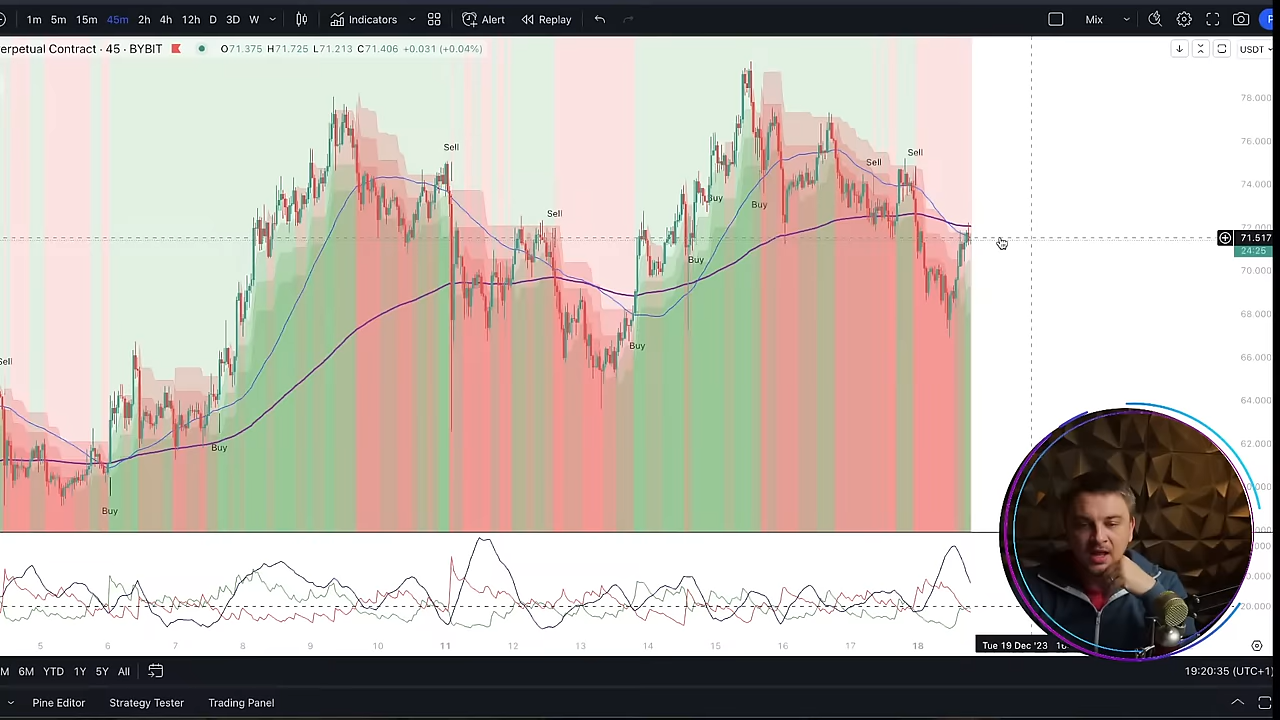 1m 5m 15m 45m 2h 4h 12h D 3D W Indicators Alert Replay Mix
erpetual Contract · 45 · BYBIT O71.375 H71.725 L71.213 C71.406 +0.031 (+0.04%) USDT
78.000
76.000
Sell
Sell
Sell
74.000
Buy
Buy
Sell
72.000
71.517
24:25
Buy
70.000
68.000
Buy
66.000
Sell
64.000
Buy
62.000
Buy
20.000
5 6 7 8 9 10 11 12 13 14 15 16 17 18
Tue 19 Dec '23
M 6M YTD 1Y 5Y All 19:20:35 (UTC+1)
Pine Editor Strategy Tester Trading Panel